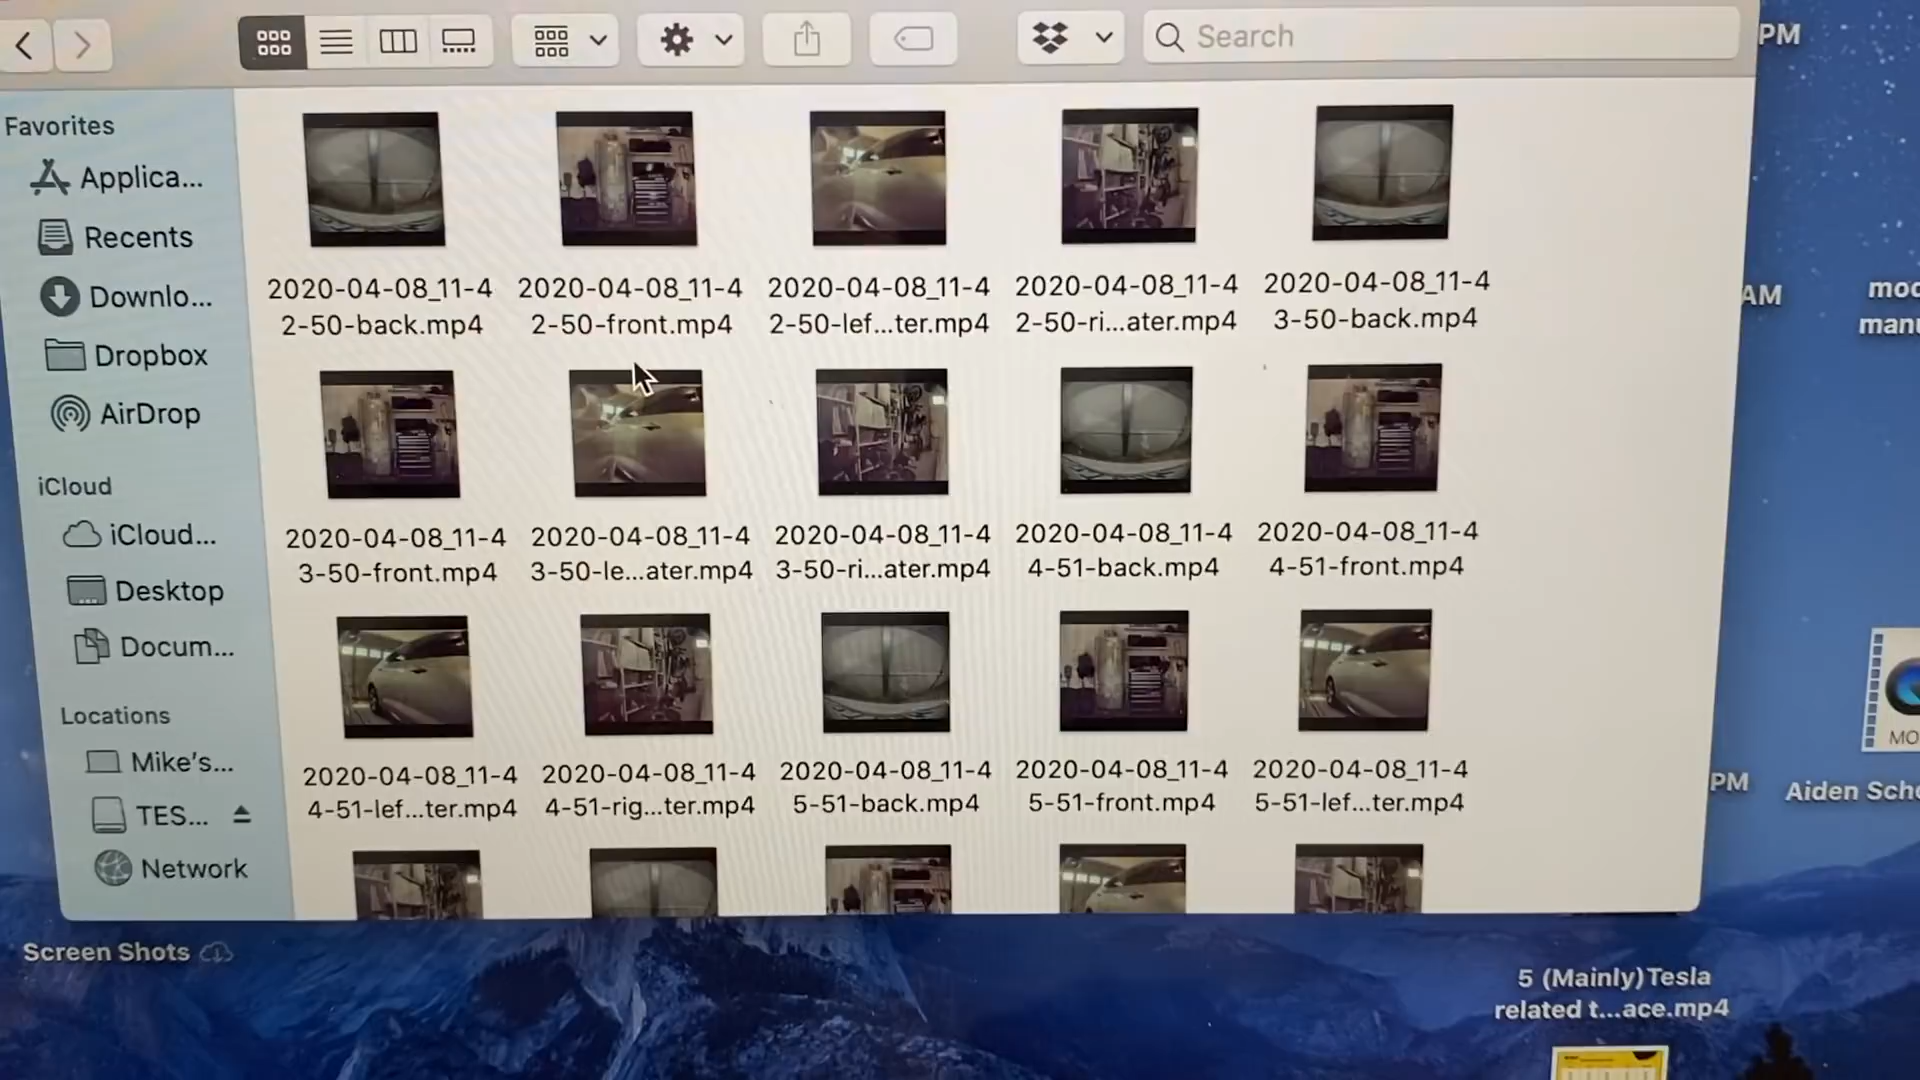 Search
PM
Favorites
Applica...
Recents
Downlo...
Dropbox
AirDrop
iCloud
iCloud...
Desktop
Docum...
Locations
Mike's...
TES...
Network
2020-04-08_11-4
2-50-back.mp4
2020-04-08_11-4
2-50-front.mp4
2020-04-08_11-4
2-50-lef...ter.mp4
2020-04-08_11-4
2-50-ri...ater.mp4
2020-04-08_11-4
3-50-back.mp4
2020-04-08_11-4
3-50-front.mp4
2020-04-08_11-4
3-50-le...ater.mp4
2020-04-08_11-4
3-50-ri...ater.mp4
2020-04-08_11-4
4-51-back.mp4
2020-04-08_11-4
4-51-front.mp4
2020-04-08_11-4
4-51-lef...ter.mp4
2020-04-08_11-4
4-51-rig...ter.mp4
2020-04-08_11-4
5-51-back.mp4
2020-04-08_11-4
5-51-front.mp4
2020-04-08_11-4
5-51-lef...ter.mp4
AM
PM
MO
Aiden
Screen Shots
5 (Mainly)Tesla
related t...ace.mp4